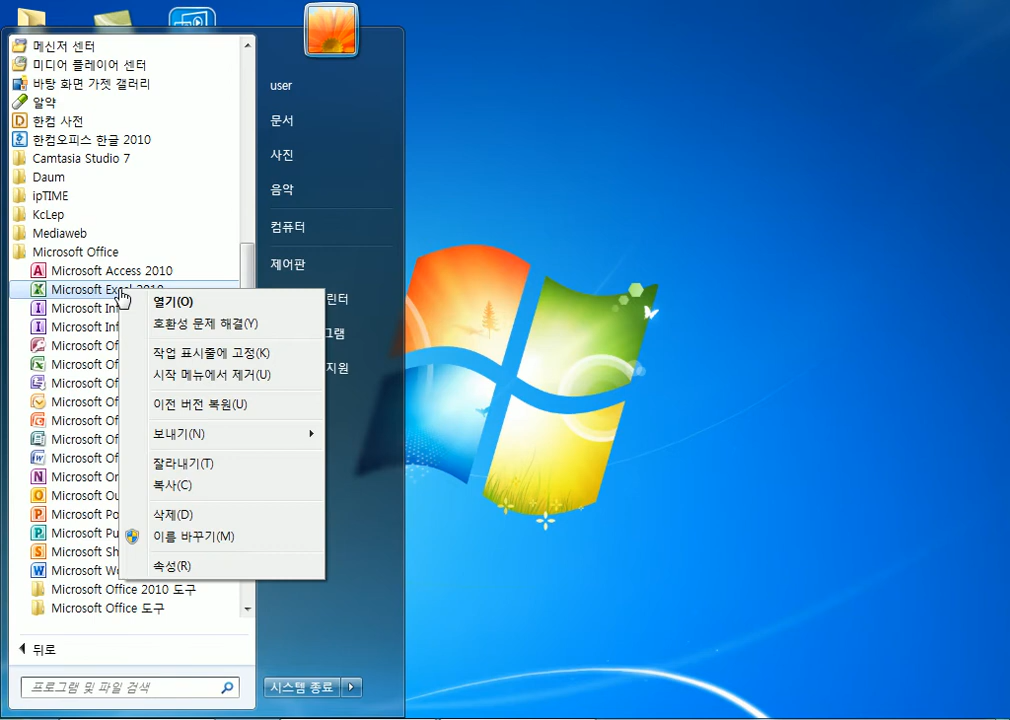 메신저 센터
미디어 플레이어 센터
바탕 화면 가젯 갤러리
알약
한컴 사전
한컴오피스 한글 2010
Camtasia Studio 7
Daum
ipTIME
KcLep
Mediaweb
Microsoft Office
Microsoft Access 2010
Microsoft Excel 2010
Microsoft Inf
Microsoft Inf
Microsoft Of
Microsoft Of
Microsoft Of
Microsoft Of
Microsoft Of
Microsoft Of
Microsoft Of
Microsoft On
Microsoft Ou
Microsoft Po
Microsoft Pu
Microsoft Sh
Microsoft Wo
Microsoft Office 2010 도구
Microsoft Office 도구
뒤로
프로그램 및 파일 검색
열기(O)
호환성 문제 해결(Y)
작업 표시줄에 고정(K)
시작 메뉴에서 제거(U)
이전 버전 복원(U)
보내기(N)
잘라내기(T)
복사(C)
삭제(D)
이름 바꾸기(M)
속성(R)
user
문서
사진
음악
컴퓨터
제어판
린터
그램
지원
시스템 종료